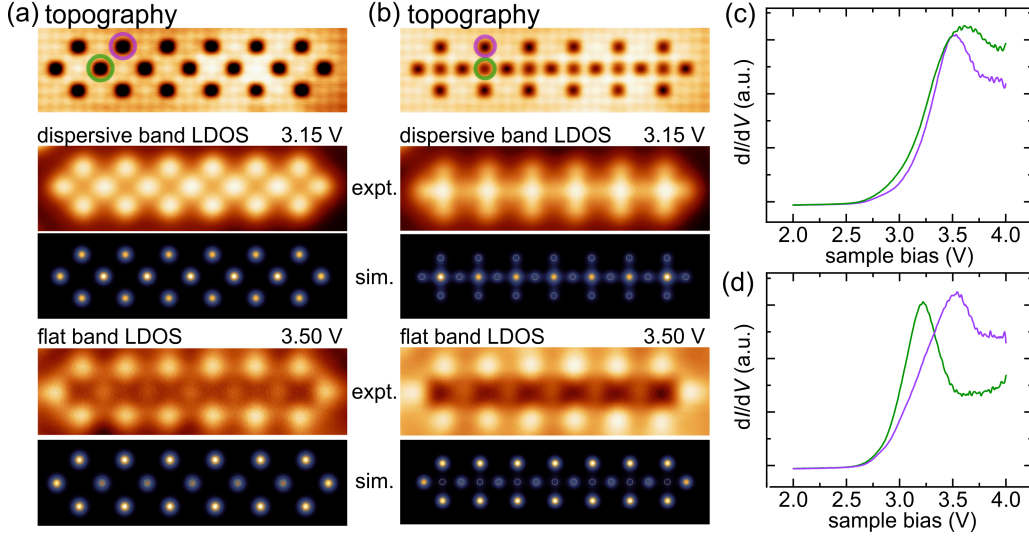 (a) topography
dispersive band LDOS 3.15 V
expt.
sim.
flat band LDOS 3.50 V
expt.
sim.
(b) topography
dispersive band LDOS 3.15 V
flat band LDOS 3.50 V
(c)
dI/dV (a.u.)
2.0 2.5 3.0 3.5 4.0
sample bias (V)
(d)
dI/dV (a.u.)
2.0 2.5 3.0 3.5 4.0
sample bias (V)